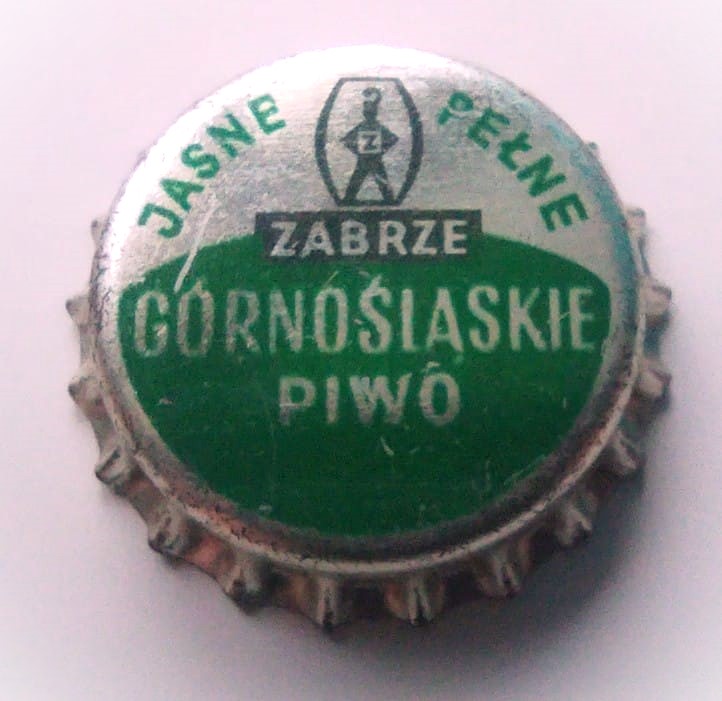 JASNE PEŁNE
Z
ZABRZE
GÓRNOŚLĄSKIE
PIWO